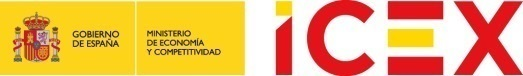 GOBIERNO
DE ESPAÑA
MINISTERIO
DE ECONOMÍA
Y COMPETITIVIDAD
iCEX